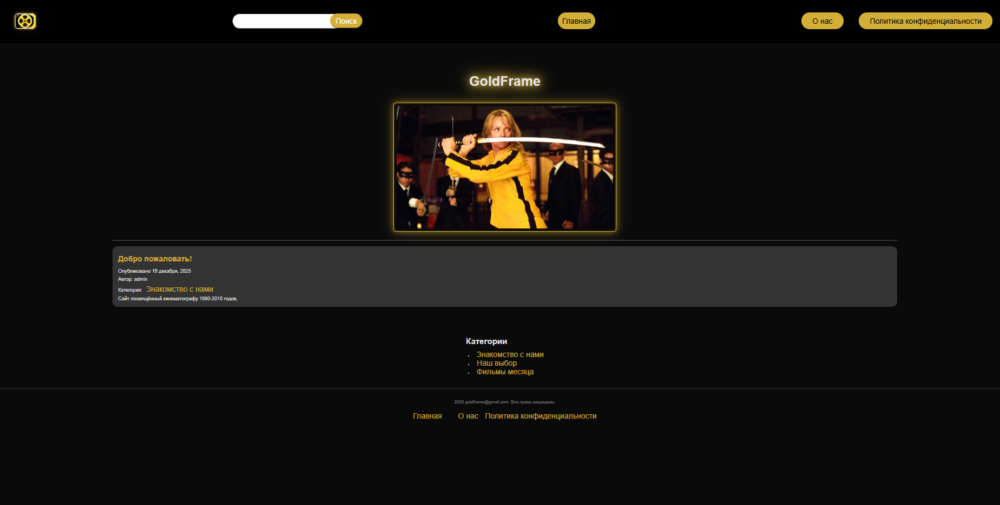 Поиск
Главная
О нас
Политика конфиденциальности
GoldFrame
Добро пожаловать!
Опубликовано 16 декабря, 2025
Автор: admin
Категория: Знакомство с нами
Сайт посвящённый кинематографу 1990-2010 годов.
Категории
Знакомство с нами
Наш выбор
Фильмы месяца
2025 goldframe@gmail.com. Все права защищены.
Главная О нас Политика конфиденциальности